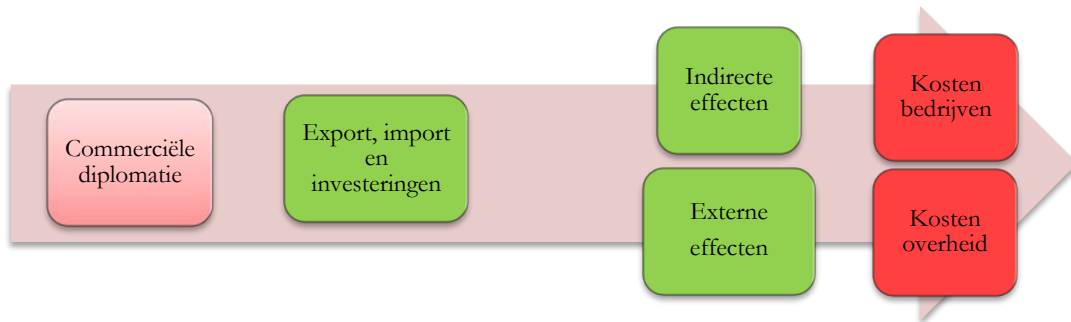 Commerciële
diplomatie
Export, import
en
investeringen
Indirecte
effecten
Externe
effecten
Kosten
bedrijven
Kosten
overheid